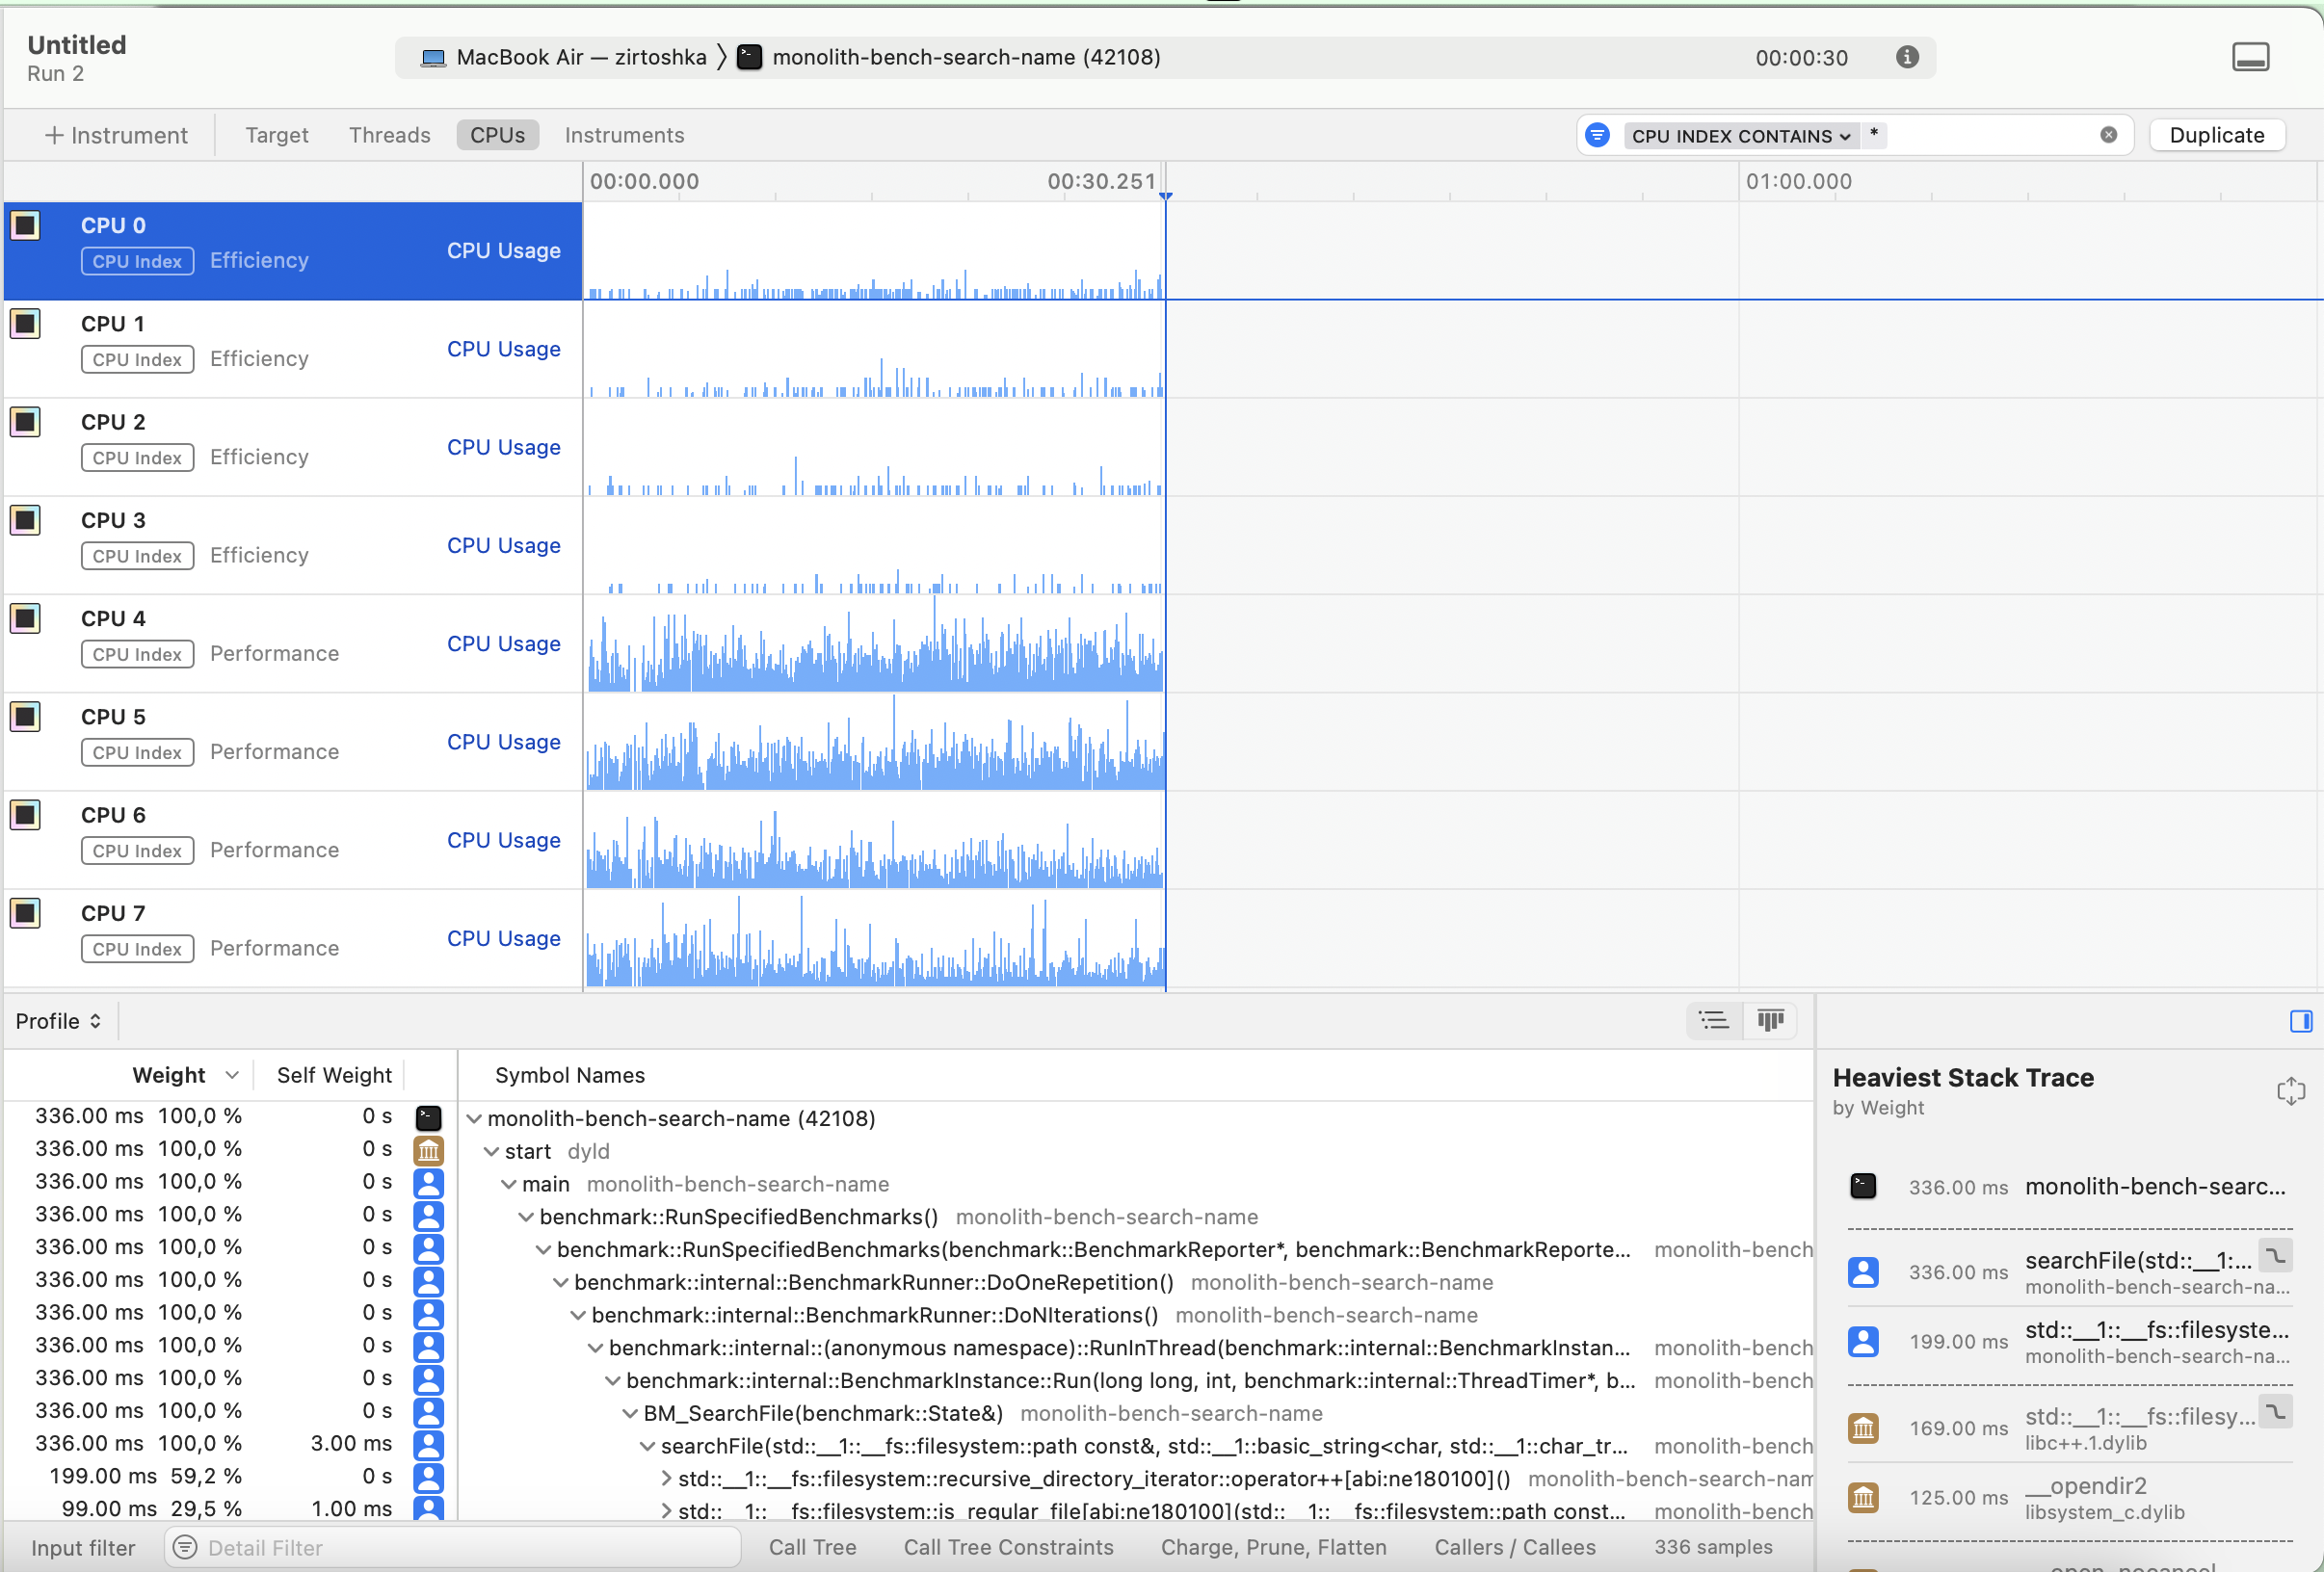 Untitled
Run 2
MacBook Air — zirtoshka
monolith-bench-search-name (42108)
00:00:30
Instrument
Target
Threads
CPUs
Instruments
CPU INDEX CONTAINS
*
Duplicate
00:00.000
00:30.251
01:00.000
CPU 0
CPU Index Efficiency
CPU Usage
CPU 1
CPU Index Efficiency
CPU Usage
CPU 2
CPU Index Efficiency
CPU Usage
CPU 3
CPU Index Efficiency
CPU Usage
CPU 4
CPU Index Performance
CPU Usage
CPU 5
CPU Index Performance
CPU Usage
CPU 6
CPU Index Performance
CPU Usage
CPU 7
CPU Index Performance
CPU Usage
Profile
Weight Self Weight Symbol Names
336.00 ms 100,0 % 0 s monolith-bench-search-name (42108)
336.00 ms 100,0 % 0 s start dyld
336.00 ms 100,0 % 0 s main monolith-bench-search-name
336.00 ms 100,0 % 0 s benchmark::RunSpecifiedBenchmarks() monolith-bench-search-name
336.00 ms 100,0 % 0 s benchmark::RunSpecifiedBenchmarks(benchmark::BenchmarkReporter*, benchmark::BenchmarkReporte... monolith-bench
336.00 ms 100,0 % 0 s benchmark::internal::BenchmarkRunner::DoOneRepetition() monolith-bench-search-name
336.00 ms 100,0 % 0 s benchmark::internal::BenchmarkRunner::DoNIterations() monolith-bench-search-name
336.00 ms 100,0 % 0 s benchmark::internal::(anonymous namespace)::RunInThread(benchmark::internal::BenchmarkInstan... monolith-bench
336.00 ms 100,0 % 0 s benchmark::internal::BenchmarkInstance::Run(long long, int, benchmark::internal::ThreadTimer*, b... monolith-bench
336.00 ms 100,0 % 0 s BM_SearchFile(benchmark::State&) monolith-bench-search-name
336.00 ms 100,0 % 3.00 ms searchFile(std::__1::__fs::filesystem::path const&, std::__1::basic_string<char, std::__1::char_tr... monolith-bench
199.00 ms 59,2 % 0 s std::__1::__fs::filesystem::recursive_directory_iterator::operator++[abi:ne180100]() monolith-bench-search-nam
99.00 ms 29,5 % 1.00 ms std::__1::__fs::filesystem::is_regular_file[abi:ne180100](std::__1::__fs::filesystem::path const... monolith-bench
Heaviest Stack Trace
by Weight
336.00 ms monolith-bench-searc...
336.00 ms searchFile(std::__1:...
monolith-bench-search-na...
199.00 ms std::__1::__fs::filesyste...
monolith-bench-search-na...
169.00 ms std::__1::__fs::filesy...
libc++.1.dylib
125.00 ms __opendir2
libsystem_c.dylib
Input filter
Detail Filter
Call Tree
Call Tree Constraints
Charge, Prune, Flatten
Callers / Callees
336 samples